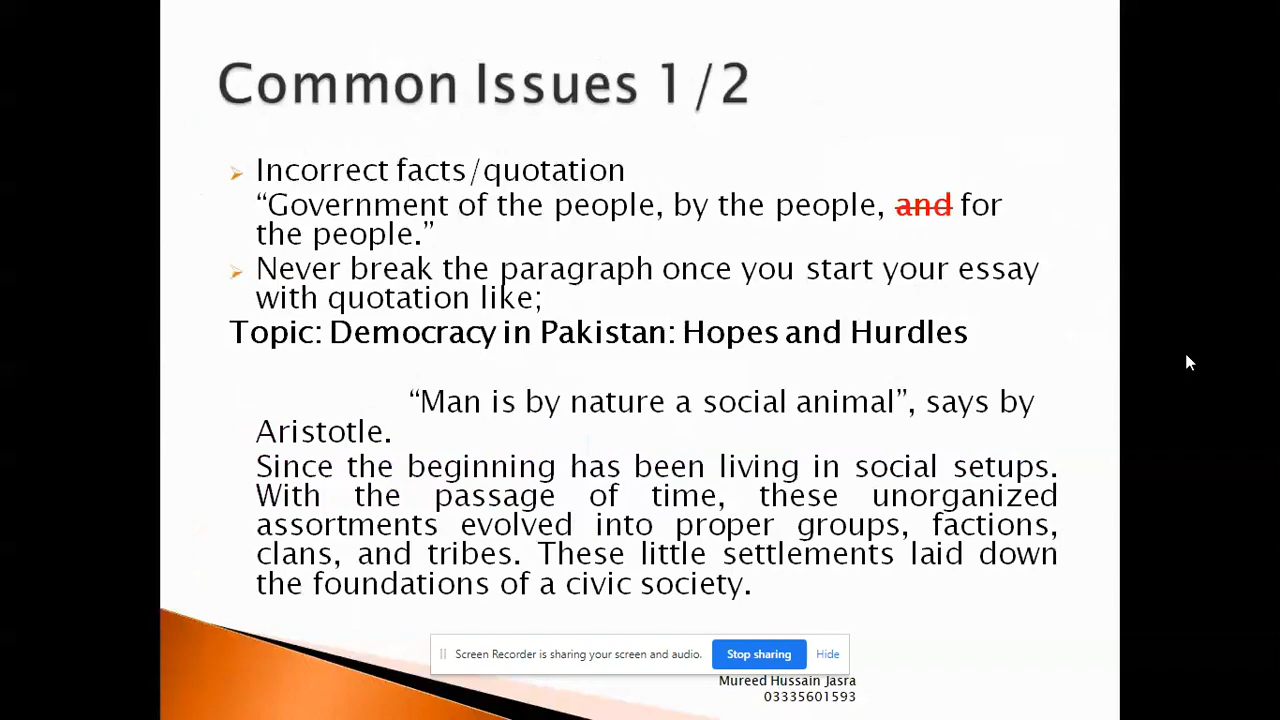 Common Issues 1/2
Incorrect facts/quotation
“Government of the people, by the people, and for
the people.”
Never break the paragraph once you start your essay
with quotation like;
Topic: Democracy in Pakistan: Hopes and Hurdles
“Man is by nature a social animal”, says by
Aristotle.
Since the beginning has been living in social setups.
With the passage of time, these unorganized
assortments evolved into proper groups, factions,
clans, and tribes. These little settlements laid down
the foundations of a civic society.
Screen Recorder is sharing your screen and audio. Stop sharing Hide
Mureed Hussain Jasra
03335601593